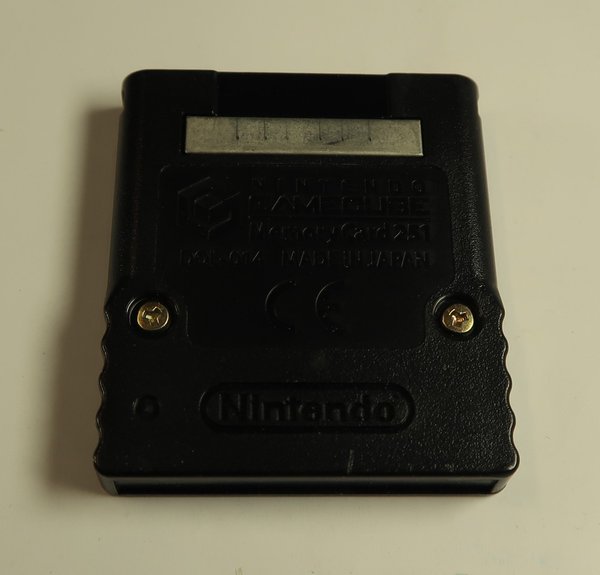 NINTENDO
GAMECUBE
Memory Card 251
DOL-014 MADE IN JAPAN
CE
Nintendo